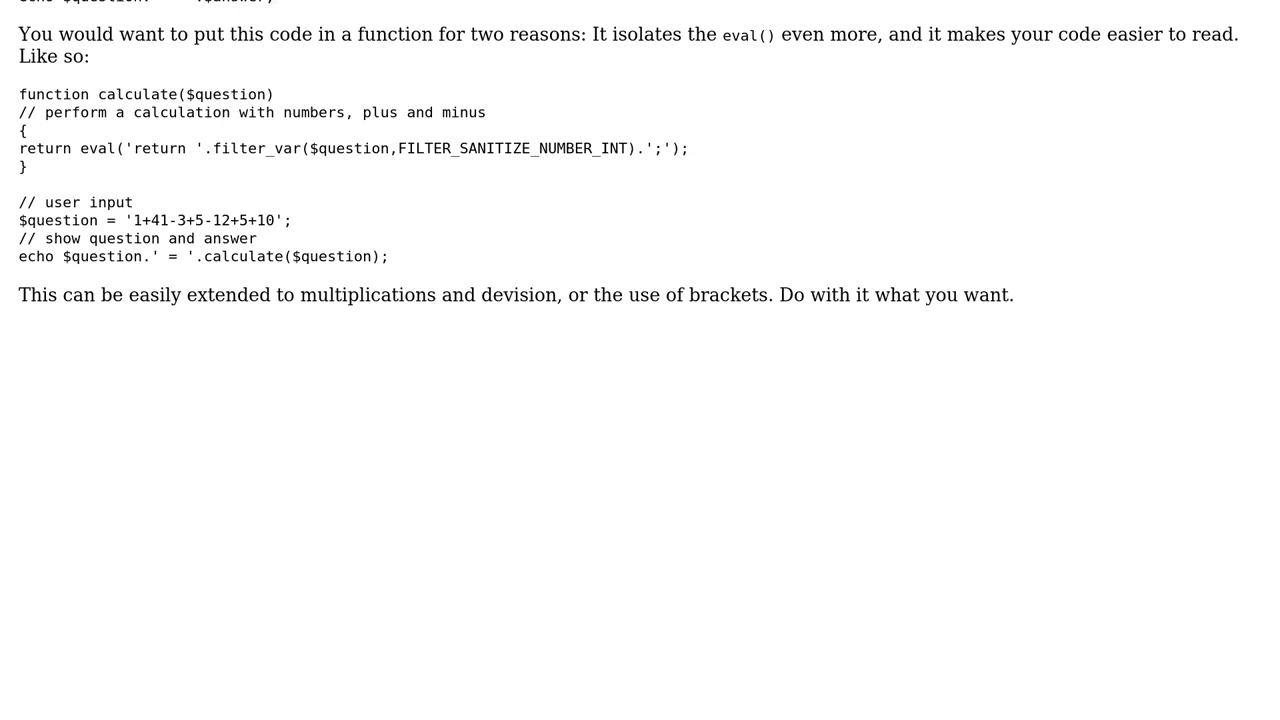 echo $question.' = '.$answer;
You would want to put this code in a function for two reasons: It isolates the eval() even more, and it makes your code easier to read.
Like so:
function calculate($question)
// perform a calculation with numbers, plus and minus
{
return eval('return '.filter_var($question,FILTER_SANITIZE_NUMBER_INT).';');
}
// user input
$question = '1+41-3+5-12+5+10';
// show question and answer
echo $question.' = '.calculate($question);
This can be easily extended to multiplications and devision, or the use of brackets. Do with it what you want.